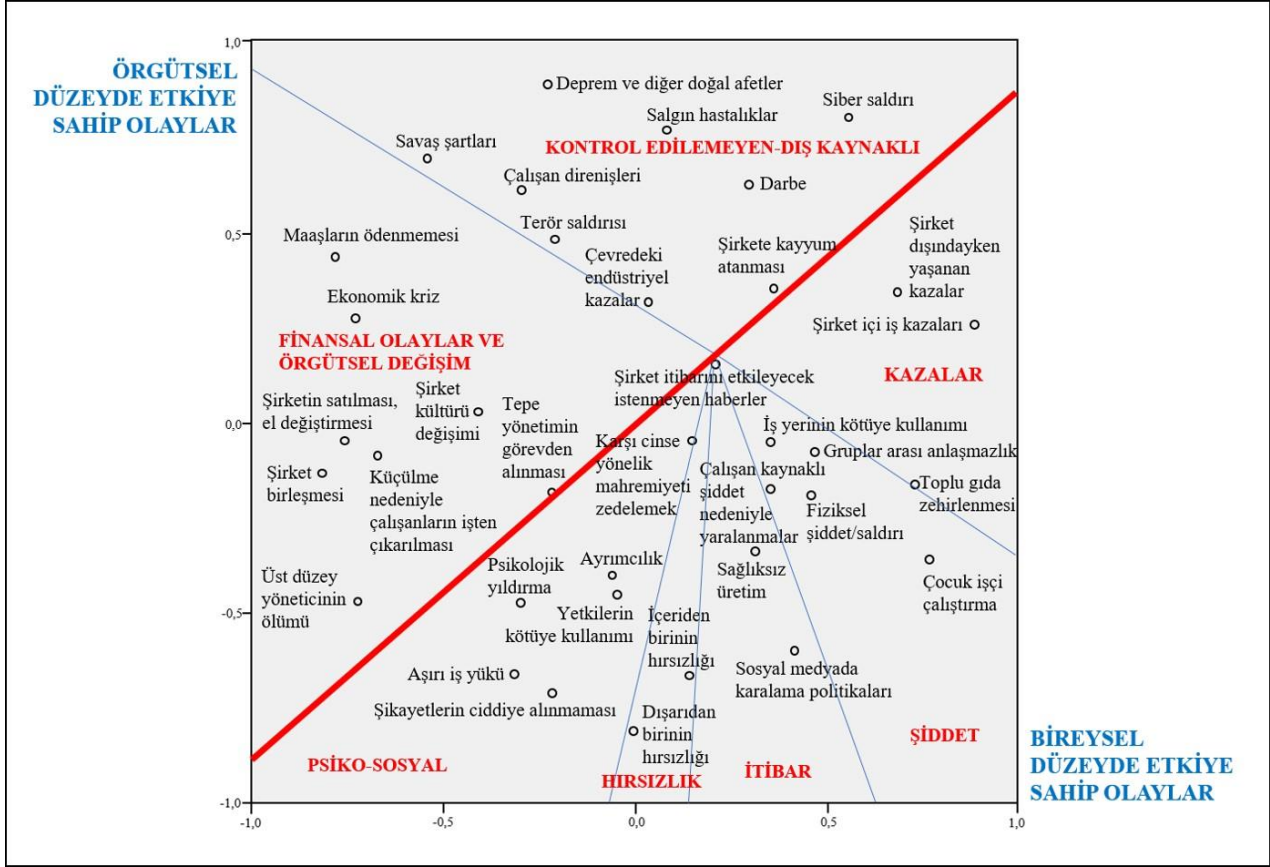 1,0
ÖRGÜTSEL
DÜZEYDE ETKİYE
SAHİP OLAYLAR
Deprem ve diğer doğal afetler
Siber saldırı
Salgın hastalıklar
Savaş şartları
KONTROL EDİLEMEYEN-DIŞ KAYNAKLI
Çalışan direnişleri
Darbe
Terör saldırısı
0,5
Maaşların ödenmemesi
Çevredeki
endüstriyel
kazalar
Şirkete kayyum
atanması
Şirket
dışındayken
yaşanan
kazalar
Ekonomik kriz
Şirket içi iş kazaları
FİNANSAL OLAYLAR VE
ÖRGÜTSEL DEĞİŞİM
KAZALAR
Şirket itibarını etkileyecek
istenmeyen haberler
Şirketin satılması,
el değiştirmesi
Şirket
kültürü
değişimi
Tepe
yönetimin
görevden
alınması
0,0
İş yerinin kötüye kullanımı
Karşı cinse
yönelik
mahremiyeti
zedelemek
Gruplar arası anlaşmazlık
Çalışan kaynaklı
şiddet
nedeniyle
yaralanmalar
Şirket
birleşmesi
Küçülme
nedeniyle
çalışanların işten
çıkarılması
Toplu gıda
zehirlenmesi
Fiziksel
şiddet/saldırı
Psikolojik
yıldırma
Ayrımcılık
Sağlıksız
üretim
Çocuk işçi
çalıştırma
Üst düzey
yöneticinin
ölümü
-0,5
Yetkilerin
kötüye kullanımı
İçeriden
birinin
hırsızlığı
Aşırı iş yükü
Sosyal medyada
karalama politikaları
Şikayetlerin ciddiye alınmaması
Dışarıdan
birinin
hırsızlığı
ŞİDDET
BİREYSEL
DÜZEYDE ETKİYE
SAHİP OLAYLAR
PSİKO-SOSYAL
HIRSIZLIK
İTİBAR
-1,0
-1,0
-0,5
0,0
0,5
1,0